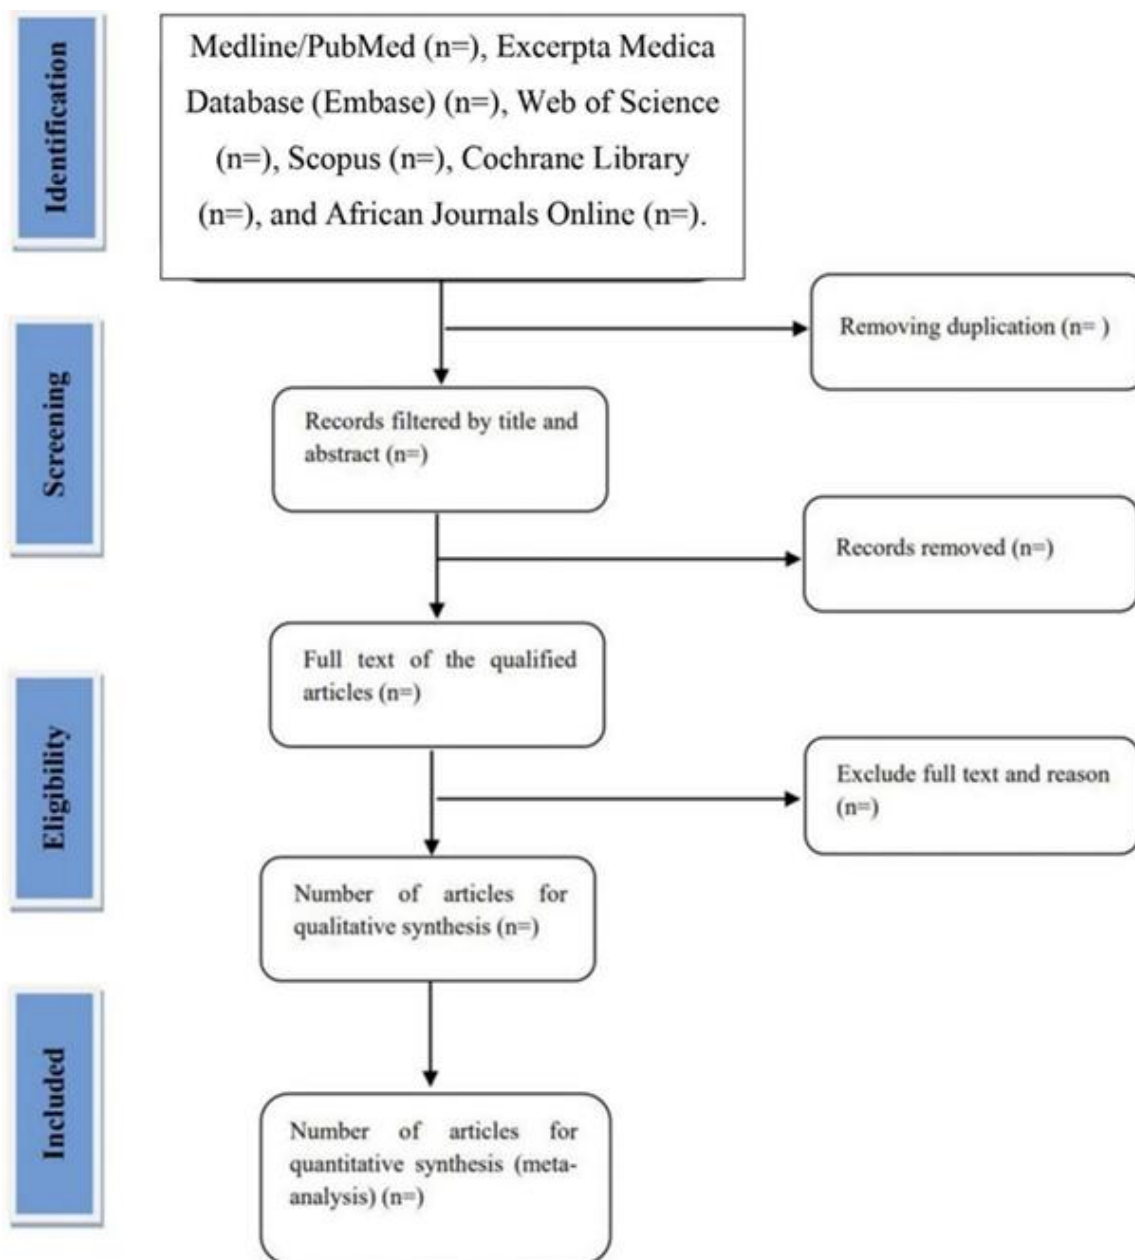 Identification
Medline/PubMed (n=), Excerpta Medica
Database (Embase) (n=), Web of Science
(n=), Scopus (n=), Cochrane Library
(n=), and African Journals Online (n=).
Removing duplication (n= )
Screening
Records filtered by title and
abstract (n=)
Records removed (n=)
Full text of the qualified
articles (n=)
Eligibility
Exclude full text and reason
(n=)
Number of articles for
qualitative synthesis (n=)
Included
Number of articles for
quantitative synthesis (meta-
analysis) (n=)